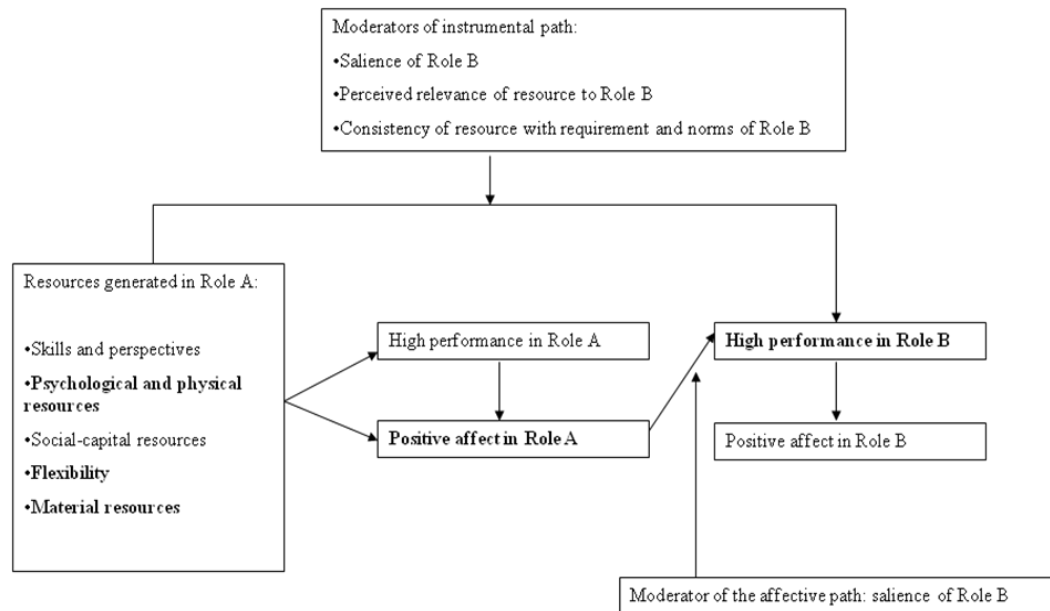 Moderators of instrumental path:
•Salience of Role B
•Perceived relevance of resource to Role B
•Consistency of resource with requirement and norms of Role B
Resources generated in Role A:
•Skills and perspectives
•Psychological and physical
resources
•Social-capital resources
•Flexibility
•Material resources
High performance in Role A
Positive affect in Role A
High performance in Role B
Positive affect in Role B
Moderator of the affective path: salience of Role B